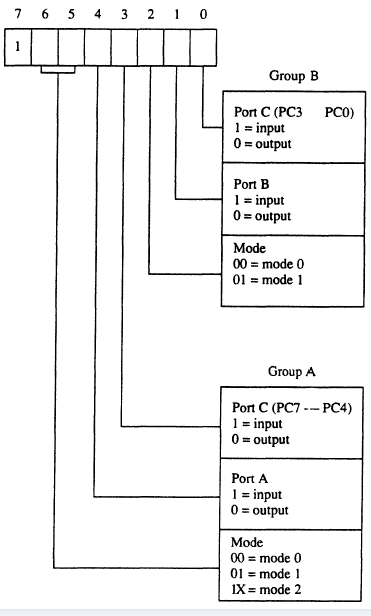 7 6 5 4 3 2 1 0
1
Group B
Port C (PC3 PC0)
1 = input
0 = output
Port B
1 = input
0 = output
Mode
00 = mode 0
01 = mode 1
Group A
Port C (PC7 --- PC4)
1 = input
0 = output
Port A
1 = input
0 = output
Mode
00 = mode 0
01 = mode 1
1X = mode 2